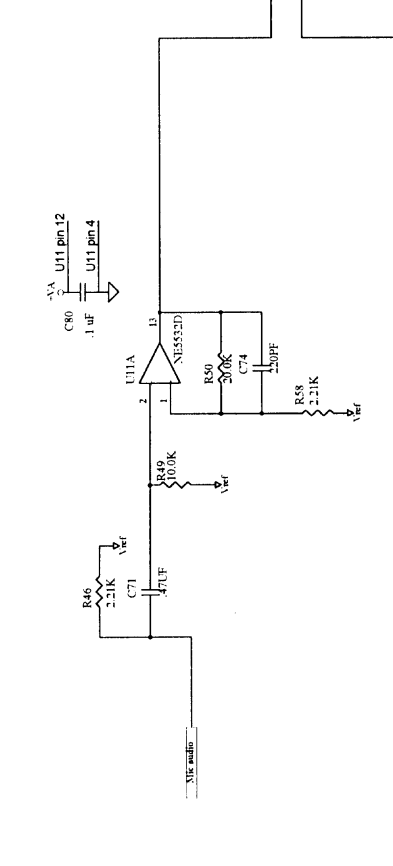 U11 pin 12
U11 pin 4
+VA
C80
.1 uF
13
U11A
NE5532D
2
1
R50
20.0K
C74
220PF
R58
2.21K
Vref
R49
10.0K
Vref
Vref
R46
2.21K
C71
.47UF
Mic audio